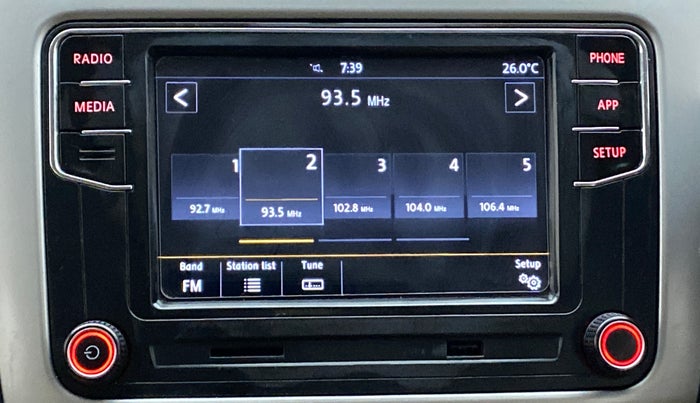 RADIO
MEDIA
PHONE
APP
SETUP
7:39
26.0°C
<
93.5 MHz
>
1
92.7 MHz
2
93.5 MHz
3
102.8 MHz
4
104.0 MHz
5
106.4 MHz
Band
FM
Station list
Tune
Setup